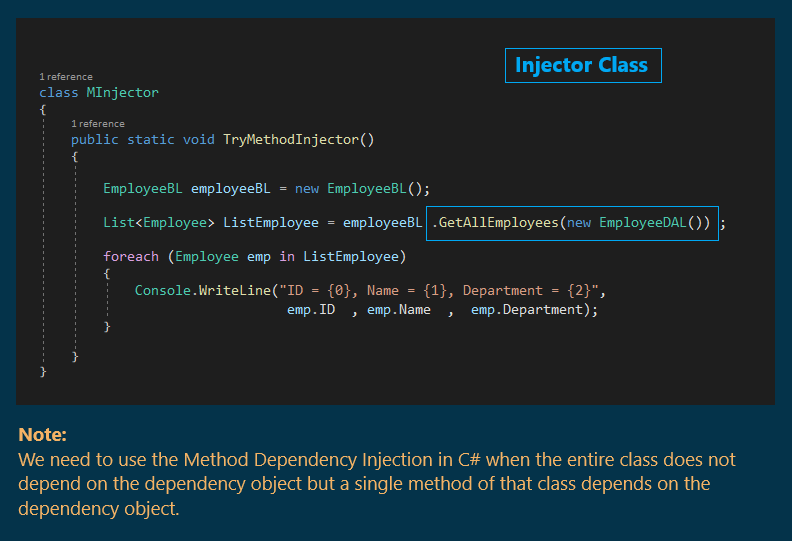 Injector Class
1 reference
class MInjector
{
1 reference
public static void TryMethodInjector()
{
EmployeeBL employeeBL = new EmployeeBL();
List<Employee> ListEmployee = employeeBL .GetAllEmployees(new EmployeeDAL()) ;
foreach (Employee emp in ListEmployee)
{
Console.WriteLine("ID = {0}, Name = {1}, Department = {2}",
emp.ID , emp.Name , emp.Department);
}
}
}
Note:
We need to use the Method Dependency Injection in C# when the entire class does not
depend on the dependency object but a single method of that class depends on the
dependency object.